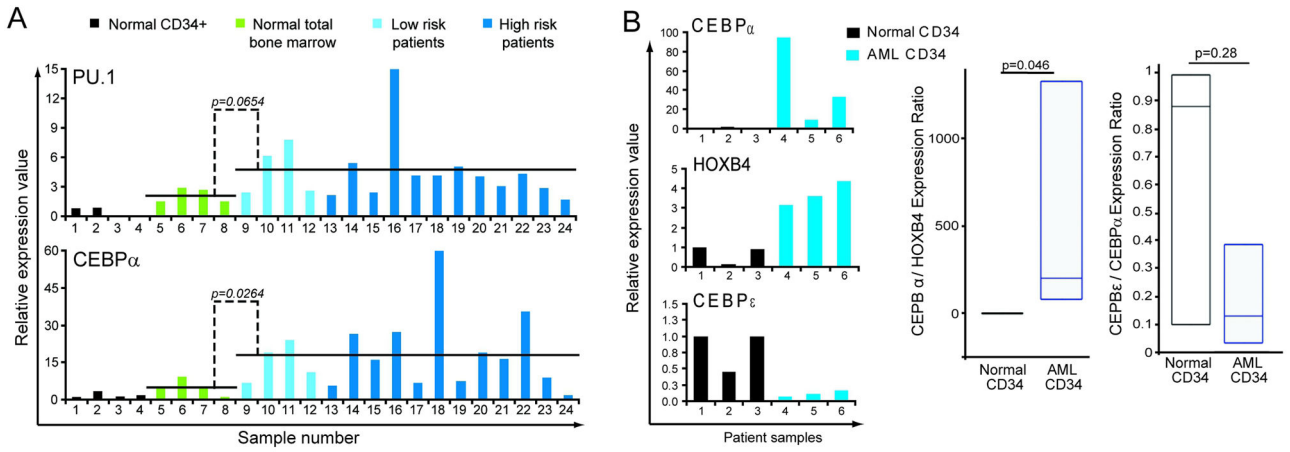 A
Normal CD34+
Normal total
bone marrow
Low risk
patients
High risk
patients
PU.1
15
12
9
6
3
0
p=0.0654
1 2 3 4 5 6 7 8 9 10 11 12 13 14 15 16 17 18 19 20 21 22 23 24
CEBPα
60
45
30
15
0
p=0.0264
1 2 3 4 5 6 7 8 9 10 11 12 13 14 15 16 17 18 19 20 21 22 23 24
Relative expression value
Sample number
B
CEBPα
Normal CD34
AML CD34
100
80
60
40
20
0
1 2 3 4 5 6
HOXB4
5
4
3
2
1
0
1 2 3 4 5 6
CEBPε
1.5
1.3
1.0
0.8
0.5
0.3
0.0
1 2 3 4 5 6
Relative expression value
Patient samples
p=0.046
CEPB α/ HOXB4 Expression Ratio
1000
500
0
Normal
CD34
AML
CD34
p=0.28
CEPBε/ CEBPα Expression Ratio
1
0.9
0.8
0.7
0.6
0.5
0.4
0.3
0.2
0.1
0
Normal
CD34
AML
CD34